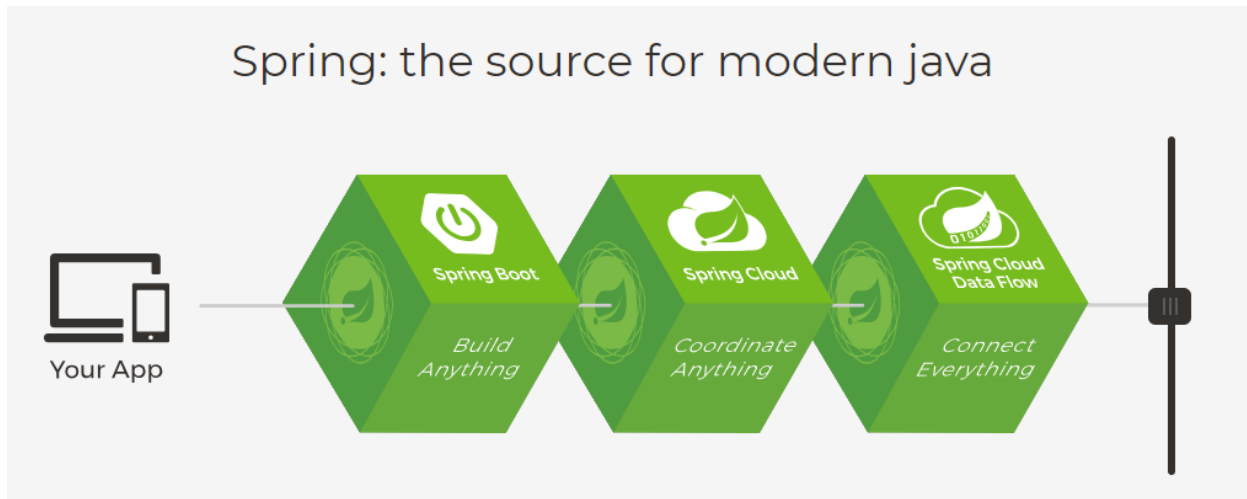 Spring: the source for modern java
Your App
Spring Boot
Build
Anything
Spring Cloud
Coordinate
Anything
Spring Cloud
Data Flow
Connect
Everything